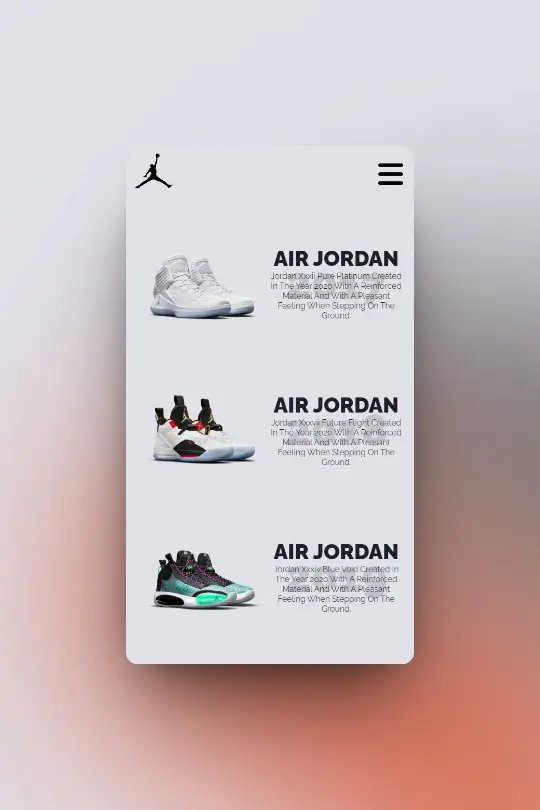 AIR JORDAN
Jordan Xxxii Pure Platinum Created
In The Year 2020 With A Reinforced
Material And With A Pleasant
Feeling When Stepping On The
Ground.
AIR JORDAN
Jordan Xxxvii Future Flight Created
In The Year 2020 With A Reinforced
Material And With A Pleasant
Feeling When Stepping On The
Ground.
AIR JORDAN
Jordan Xxxiv Blue Void Created In
The Year 2020 With A Reinforced
Material And With A Pleasant
Feeling When Stepping On The
Ground.